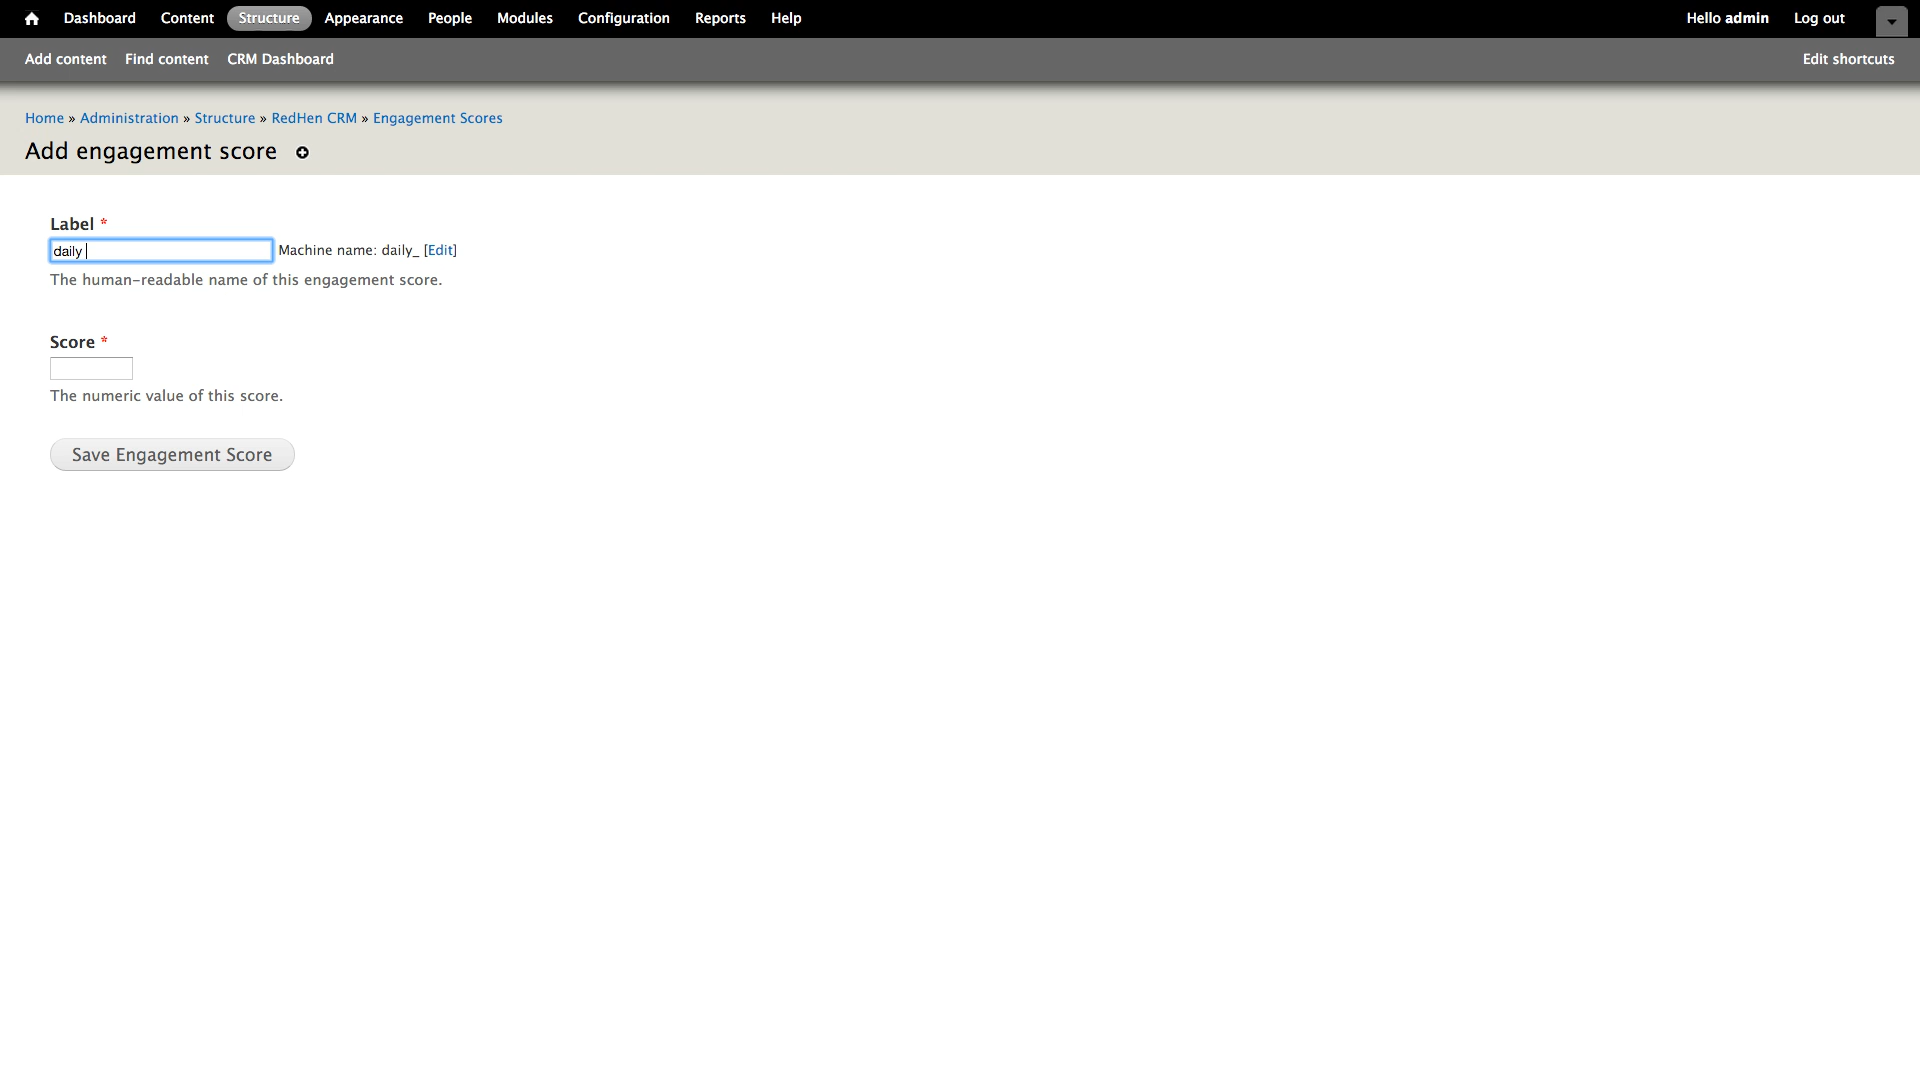 Dashboard Content Structure Appearance People Modules Configuration Reports Help Hello admin Log out
Add content Find content CRM Dashboard Edit shortcuts
Home » Administration » Structure » RedHen CRM » Engagement Scores
Add engagement score
Label *
daily Machine name: daily_ [Edit]
The human-readable name of this engagement score.
Score *
The numeric value of this score.
Save Engagement Score